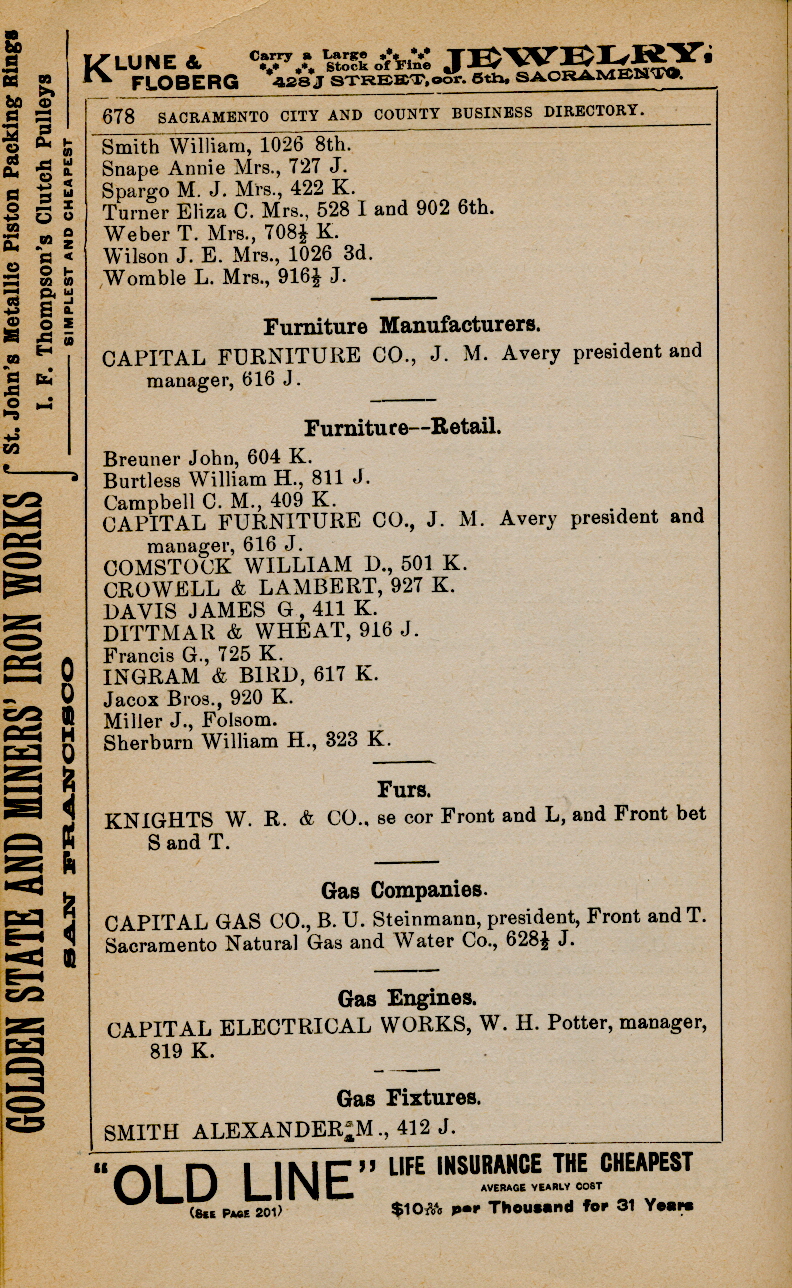 KLUNE & FLOBERG
Carry a Large Stock of Fine JEWELRY,
428 J STREET, cor. 5th, SACRAMENTO.
678 SACRAMENTO CITY AND COUNTY BUSINESS DIRECTORY.
Smith William, 1026 8th.
Snape Annie Mrs., 727 J.
Spargo M. J. Mrs., 422 K.
Turner Eliza C. Mrs., 528 I and 902 6th.
Weber T. Mrs., 708½ K.
Wilson J. E. Mrs., 1026 3d.
Womble L. Mrs., 916½ J.
Furniture Manufacturers.
CAPITAL FURNITURE CO., J. M. Avery president and
manager, 616 J.
Furniture--Retail.
Breuner John, 604 K.
Burtless William H., 811 J.
Campbell C. M., 409 K.
CAPITAL FURNITURE CO., J. M. Avery president and
manager, 616 J.
COMSTOCK WILLIAM D., 501 K.
CROWELL & LAMBERT, 927 K.
DAVIS JAMES G, 411 K.
DITTMAR & WHEAT, 916 J.
Francis G., 725 K.
INGRAM & BIRD, 617 K.
Jacox Bros., 920 K.
Miller J., Folsom.
Sherburn William H., 323 K.
Furs.
KNIGHTS W. R. & CO., se cor Front and L, and Front bet
S and T.
Gas Companies.
CAPITAL GAS CO., B. U. Steinmann, president, Front and T.
Sacramento Natural Gas and Water Co., 628½ J.
Gas Engines.
CAPITAL ELECTRICAL WORKS, W. H. Potter, manager,
819 K.
Gas Fixtures.
SMITH ALEXANDER M., 412 J.
"OLD LINE" LIFE INSURANCE THE CHEAPEST
(SEE PAGE 201)
AVERAGE YEARLY COST
per Thousand for 31 Years
GOLDEN STATE AND MINERS' IRON WORKS
SAN FRANCISCO
St. John's Metallic Piston Packing Rings
I. F. Thompson's Clutch Pulleys
SIMPLEST AND CHEAPEST